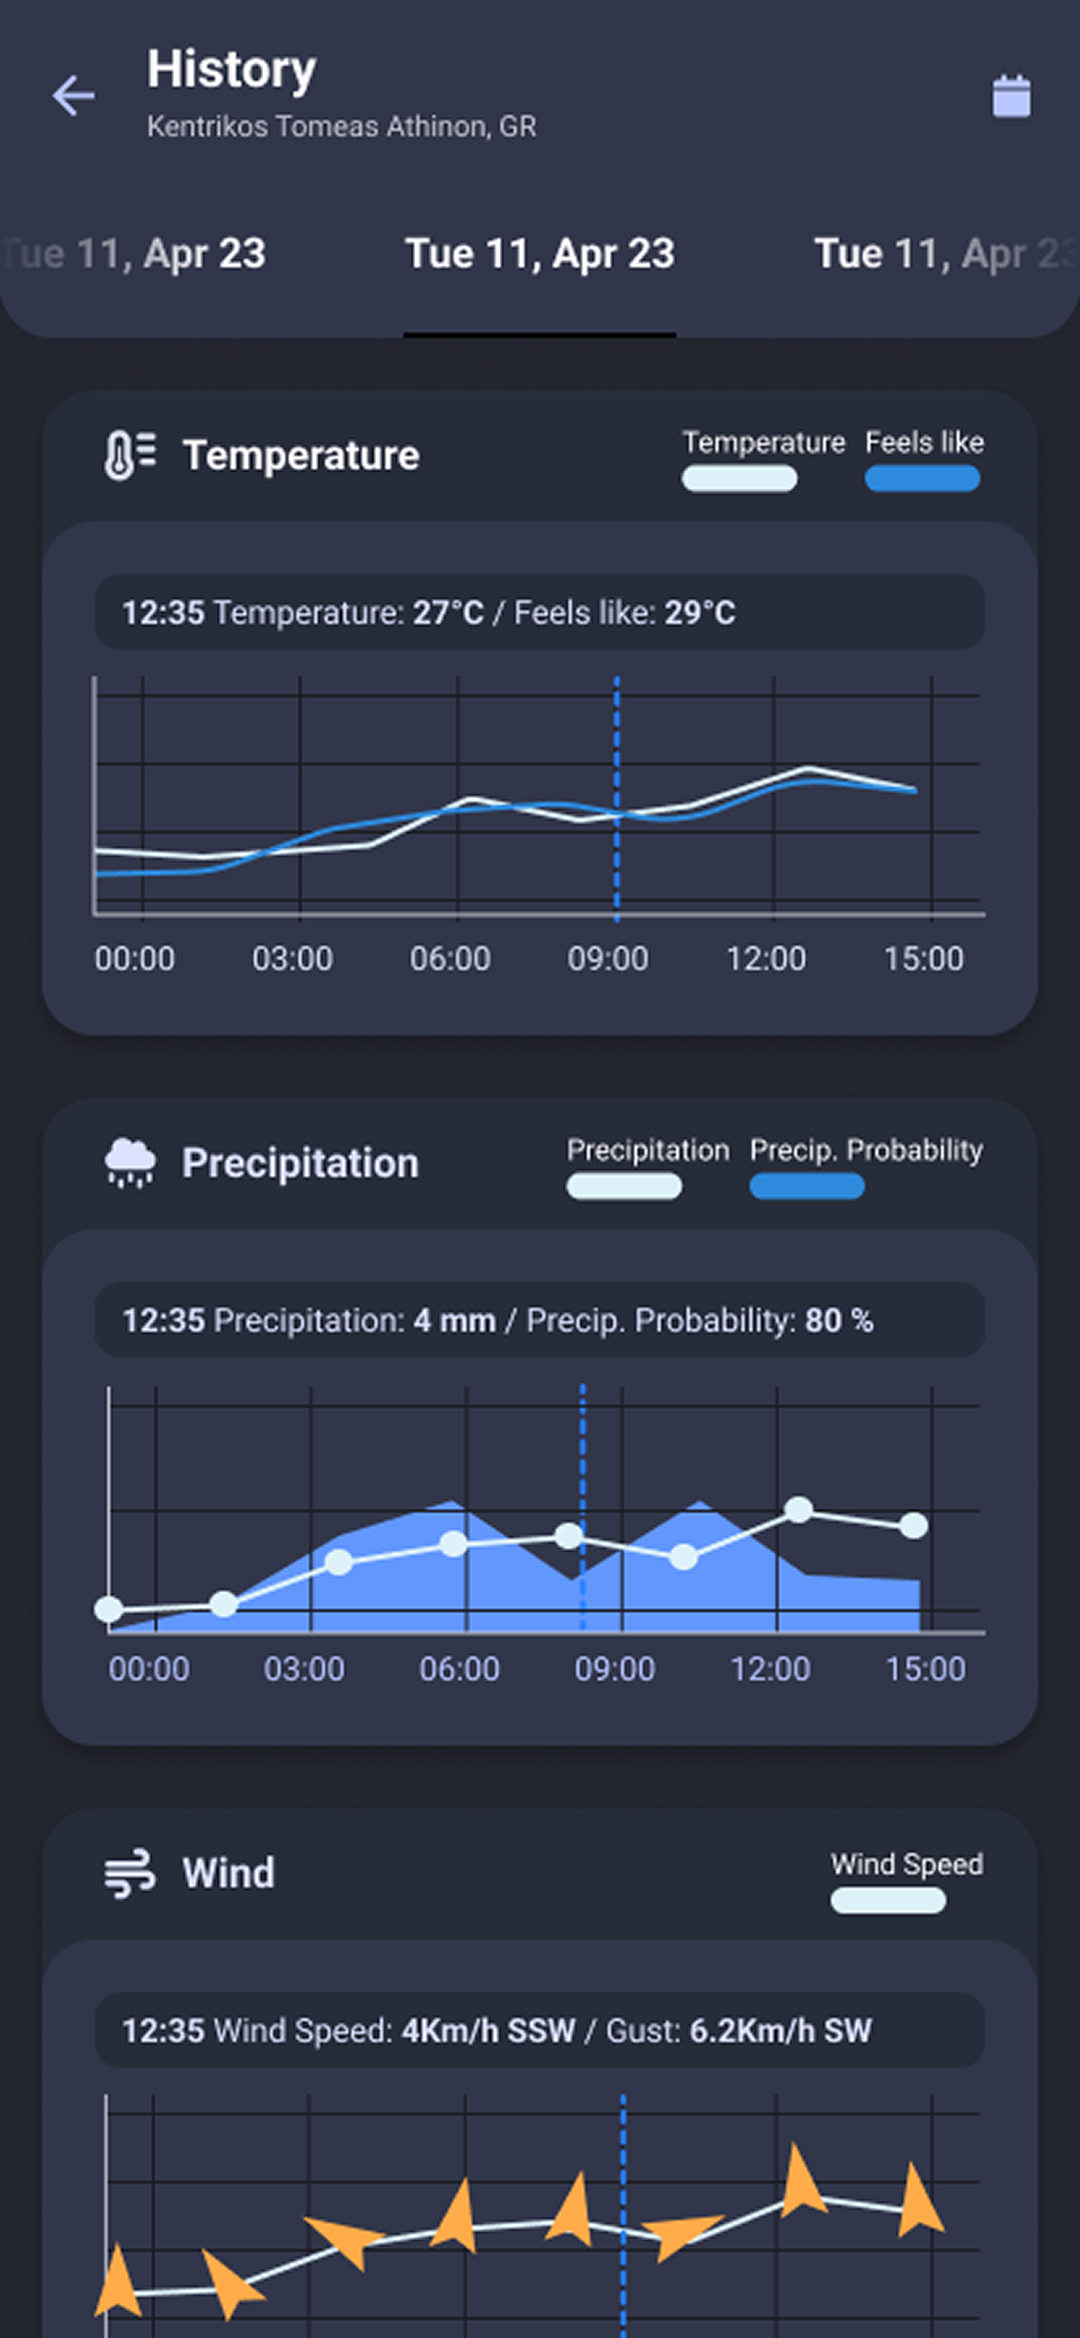 History
Kentrikos Tomeas Athinon, GR
Tue 11, Apr 23 Tue 11, Apr 23 Tue 11, Apr 23
Temperature
Temperature Feels like
12:35 Temperature: 27°C / Feels like: 29°C
00:00 03:00 06:00 09:00 12:00 15:00
Precipitation
Precipitation Precip. Probability
12:35 Precipitation: 4 mm / Precip. Probability: 80 %
00:00 03:00 06:00 09:00 12:00 15:00
Wind
Wind Speed
12:35 Wind Speed: 4Km/h SSW / Gust: 6.2Km/h SW